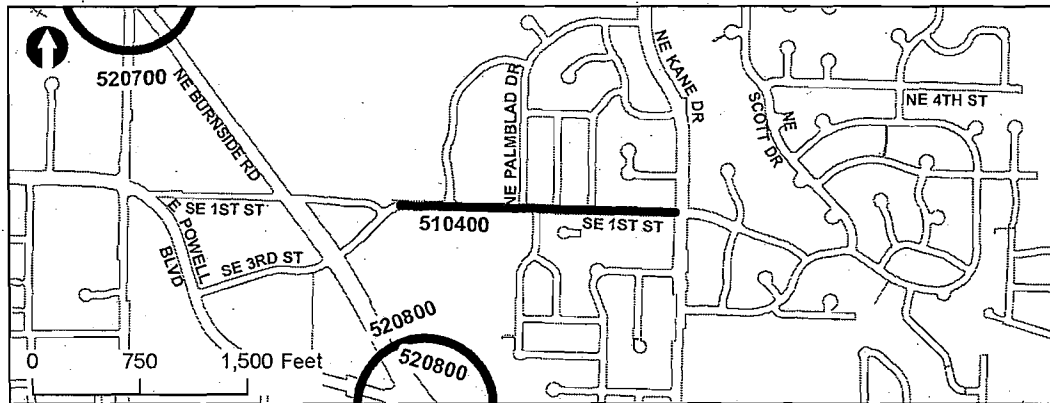 520700
NE BURNSIDE RD
NE PALMBLAD DR
NE KANE DR
NE SCOTT DR
NE 4TH ST
SE 1ST ST
E POWELL BLVD
SE 3RD ST
510400
SE 1ST ST
520800
520800
0 750 1,500 Feet